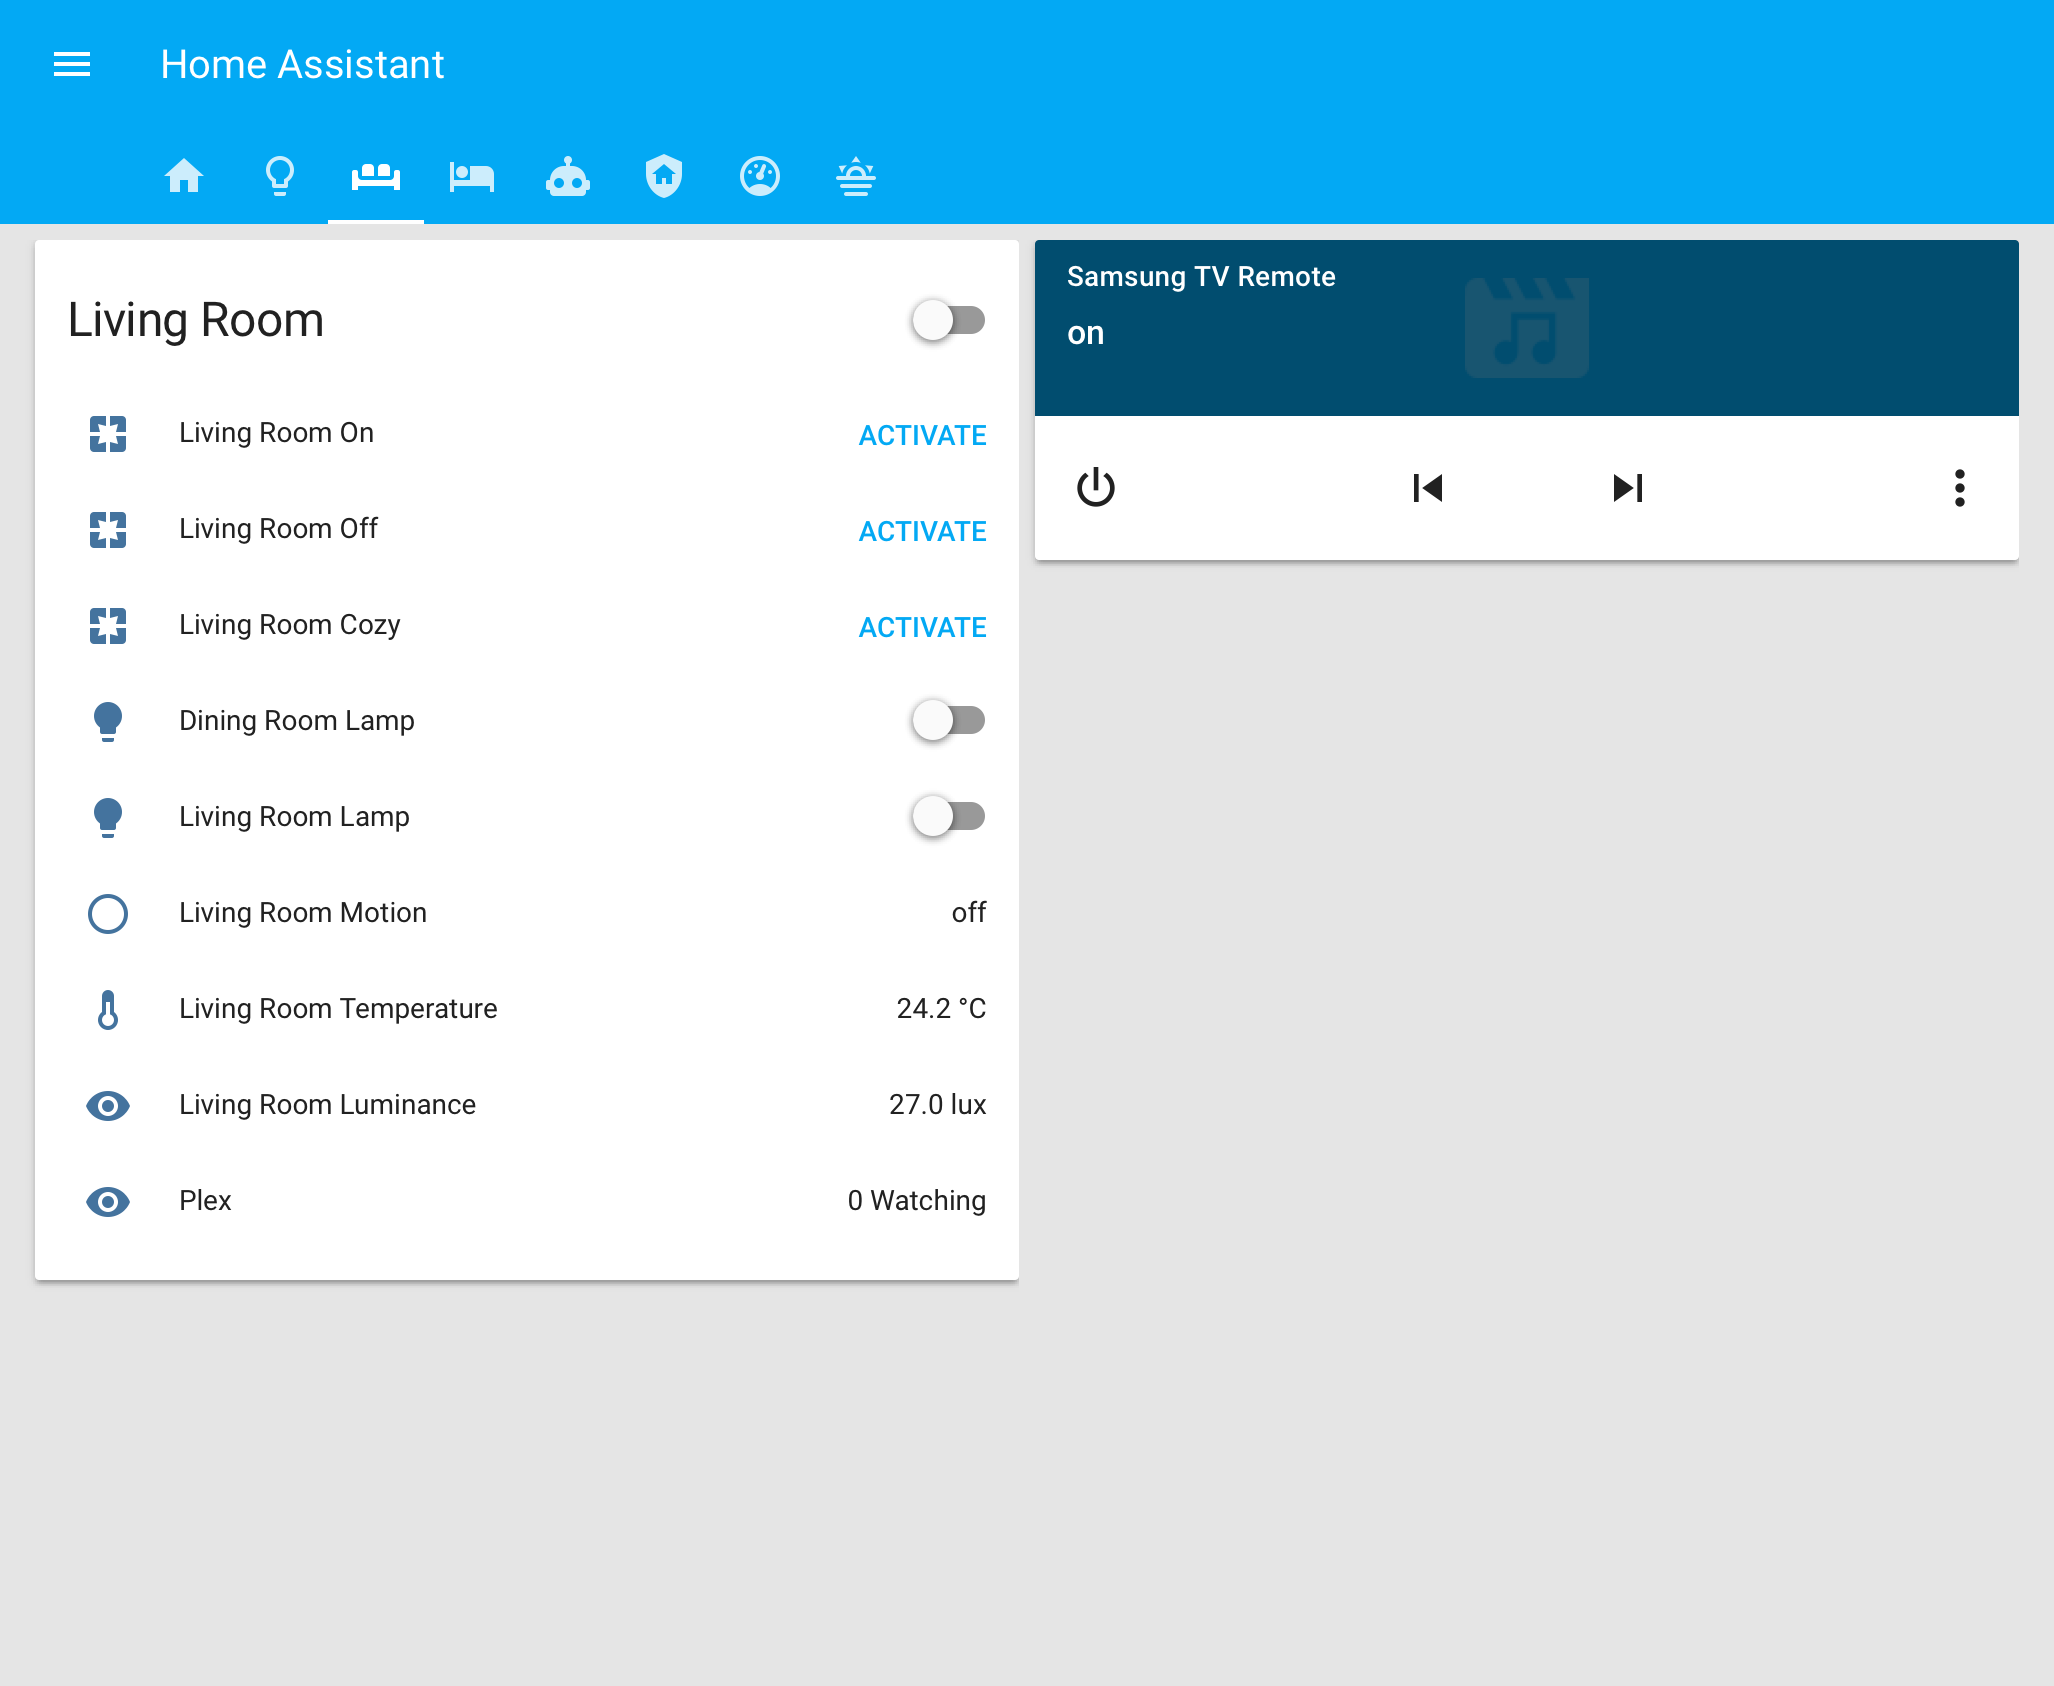 Home Assistant
Living Room
Living Room On ACTIVATE
Living Room Off ACTIVATE
Living Room Cozy ACTIVATE
Dining Room Lamp
Living Room Lamp
Living Room Motion off
Living Room Temperature 24.2 °C
Living Room Luminance 27.0 lux
Plex 0 Watching
Samsung TV Remote
on